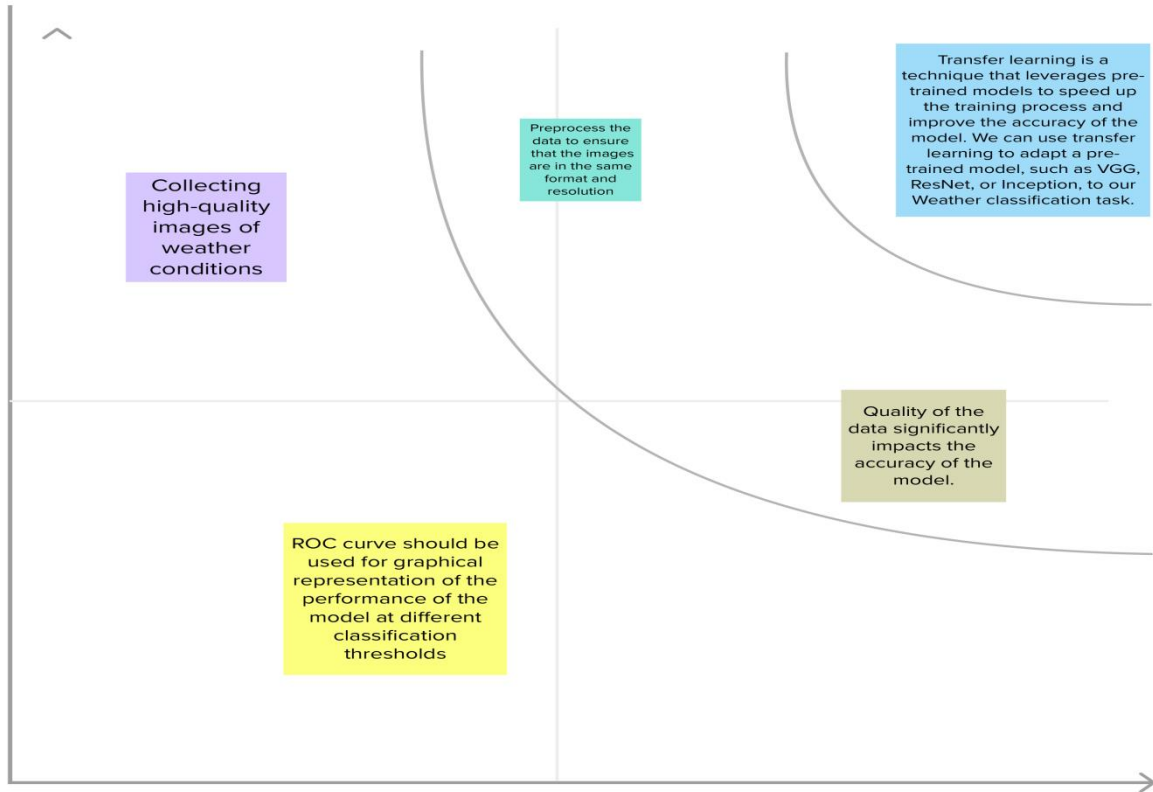 Transfer learning is a
technique that leverages pre-
trained models to speed up
the training process and
improve the accuracy of the
model. We can use transfer
learning to adapt a pre-
trained model, such as VGG,
ResNet, or Inception, to our
Weather classification task.
Preprocess the
data to ensure
that the images
are in the same
format and
resolution
Collecting
high-quality
images of
weather
conditions
Quality of the
data significantly
impacts the
accuracy of the
model.
ROC curve should be
used for graphical
representation of the
performance of the
model at different
classification
thresholds